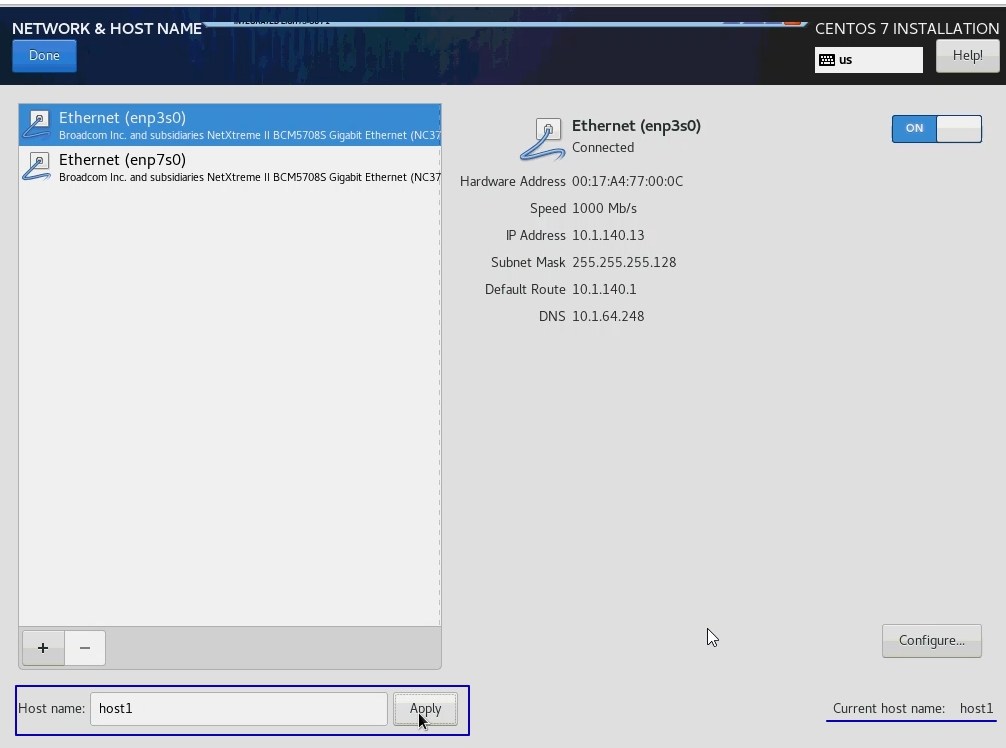 NETWORK & HOST NAME
CENTOS 7 INSTALLATION
Done
us
Help!
Ethernet (enp3s0)
Broadcom Inc. and subsidiaries NetXtreme II BCM5708S Gigabit Ethernet (NC37
Ethernet (enp7s0)
Broadcom Inc. and subsidiaries NetXtreme II BCM5708S Gigabit Ethernet (NC37
Ethernet (enp3s0)
Connected
ON
Hardware Address 00:17:A4:77:00:0C
Speed 1000 Mb/s
IP Address 10.1.140.13
Subnet Mask 255.255.255.128
Default Route 10.1.140.1
DNS 10.1.64.248
+
−
Configure...
Host name: host1
Apply
Current host name: host1